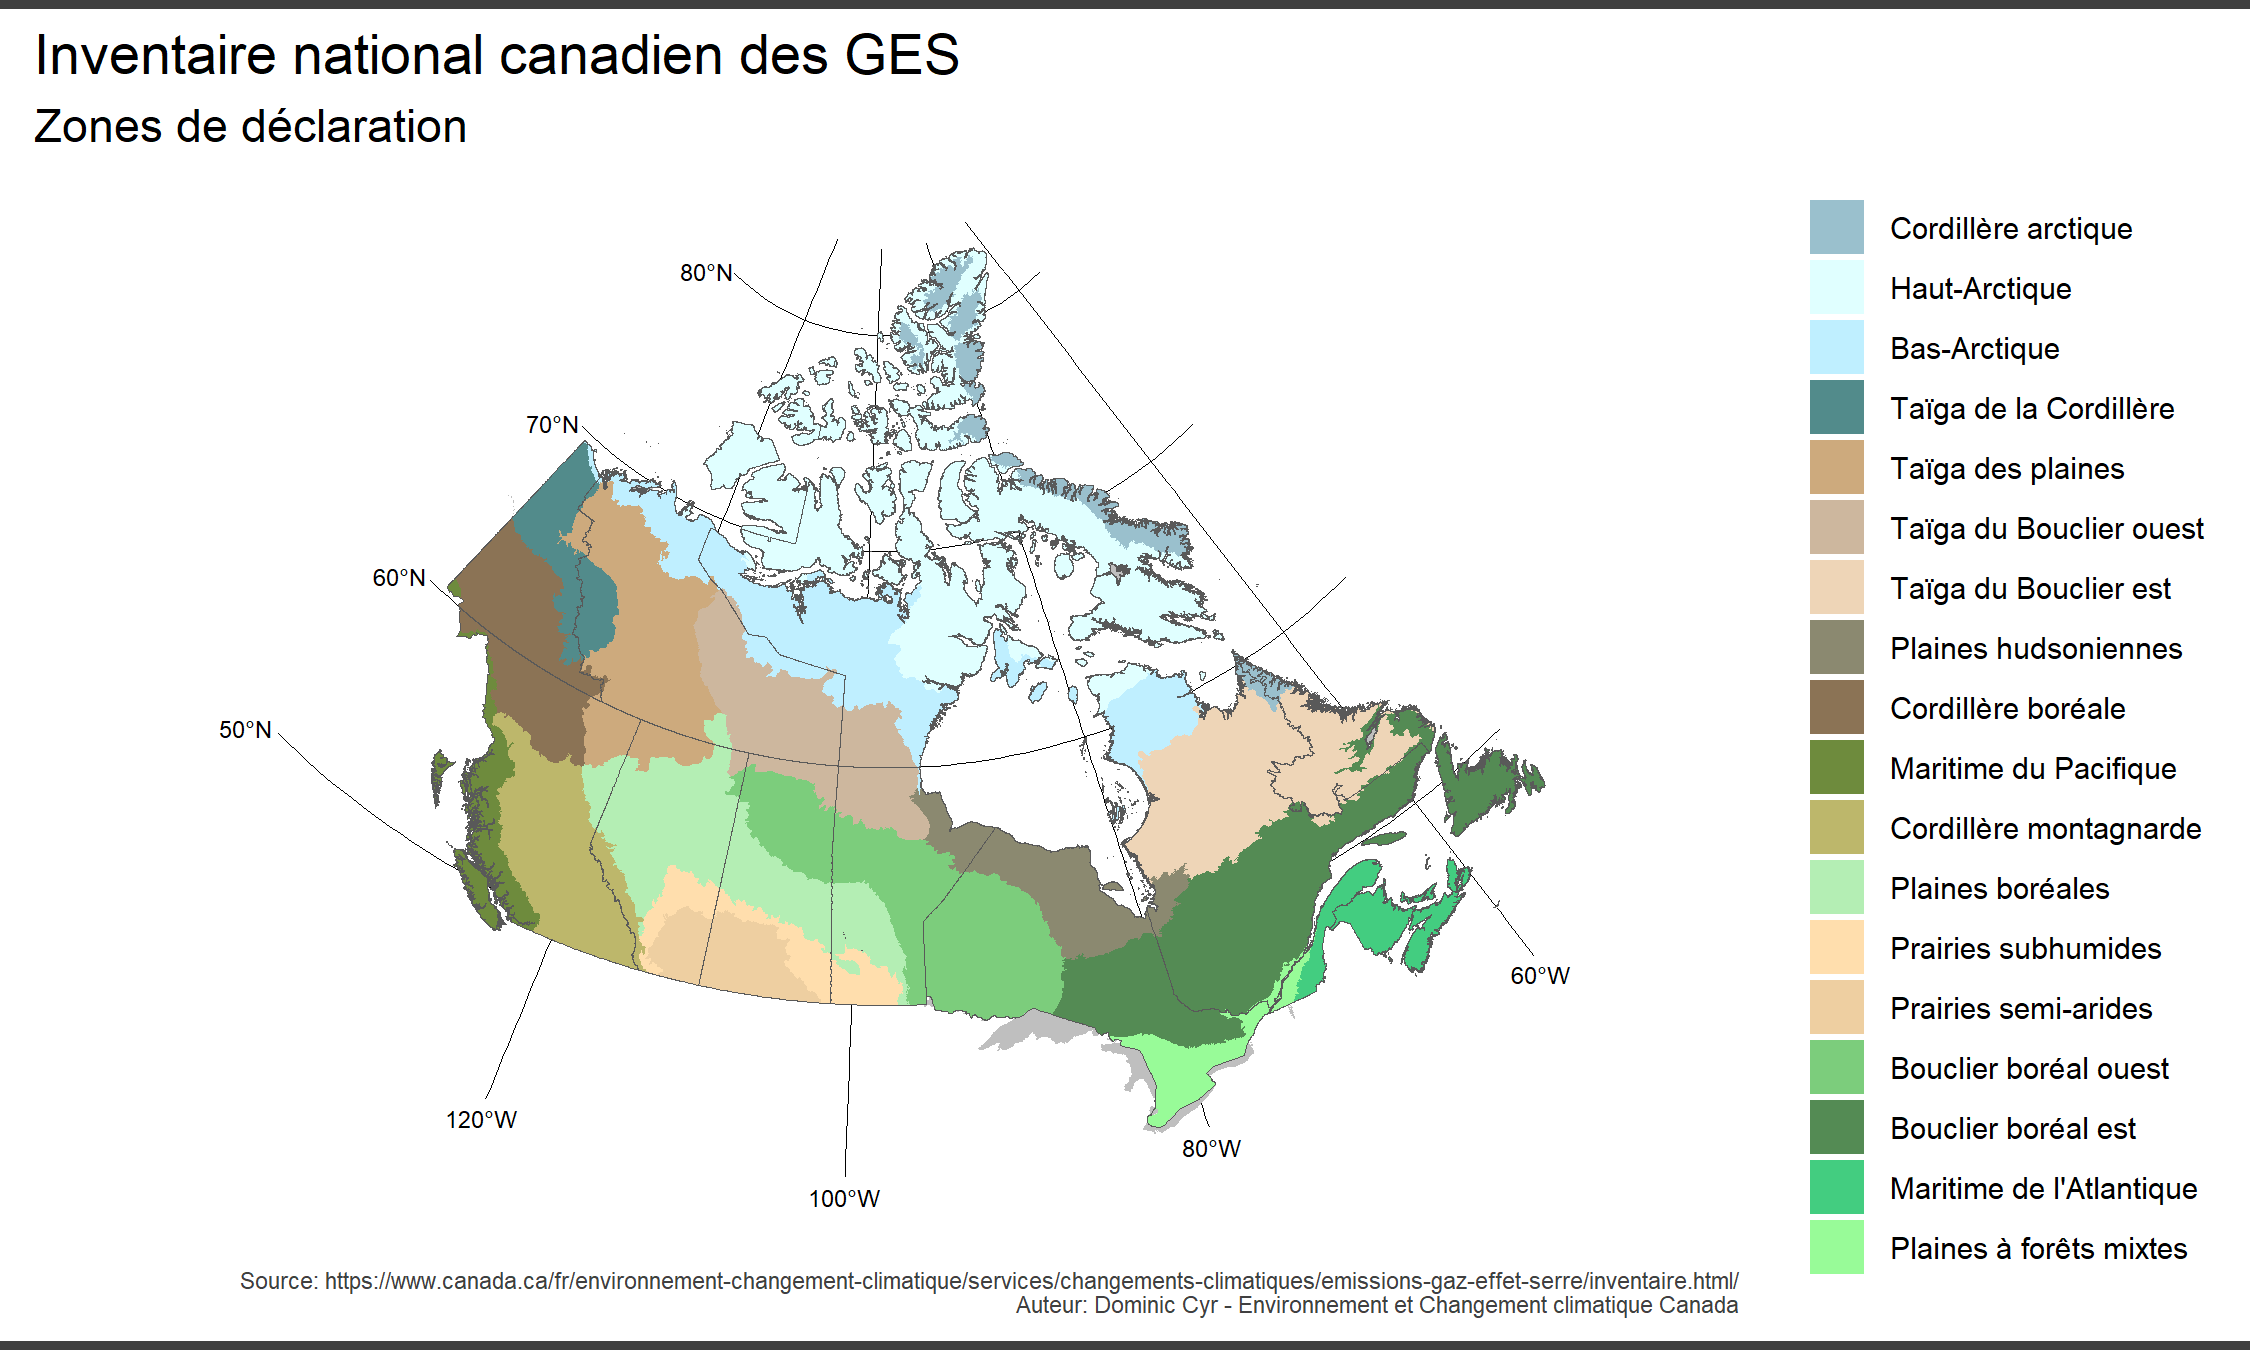 Inventaire national canadien des GES
Zones de déclaration
80°N
70°N
60°N
50°N
120°W
100°W
80°W
60°W
Cordillère arctique
Haut-Arctique
Bas-Arctique
Taïga de la Cordillère
Taïga des plaines
Taïga du Bouclier ouest
Taïga du Bouclier est
Plaines hudsoniennes
Cordillère boréale
Maritime du Pacifique
Cordillère montagnarde
Plaines boréales
Prairies subhumides
Prairies semi-arides
Bouclier boréal ouest
Bouclier boréal est
Maritime de l'Atlantique
Plaines à forêts mixtes
Source: https://www.canada.ca/fr/environnement-changement-climatique/services/changements-climatiques/emissions-gaz-effet-serre/inventaire.html/
Auteur: Dominic Cyr - Environnement et Changement climatique Canada